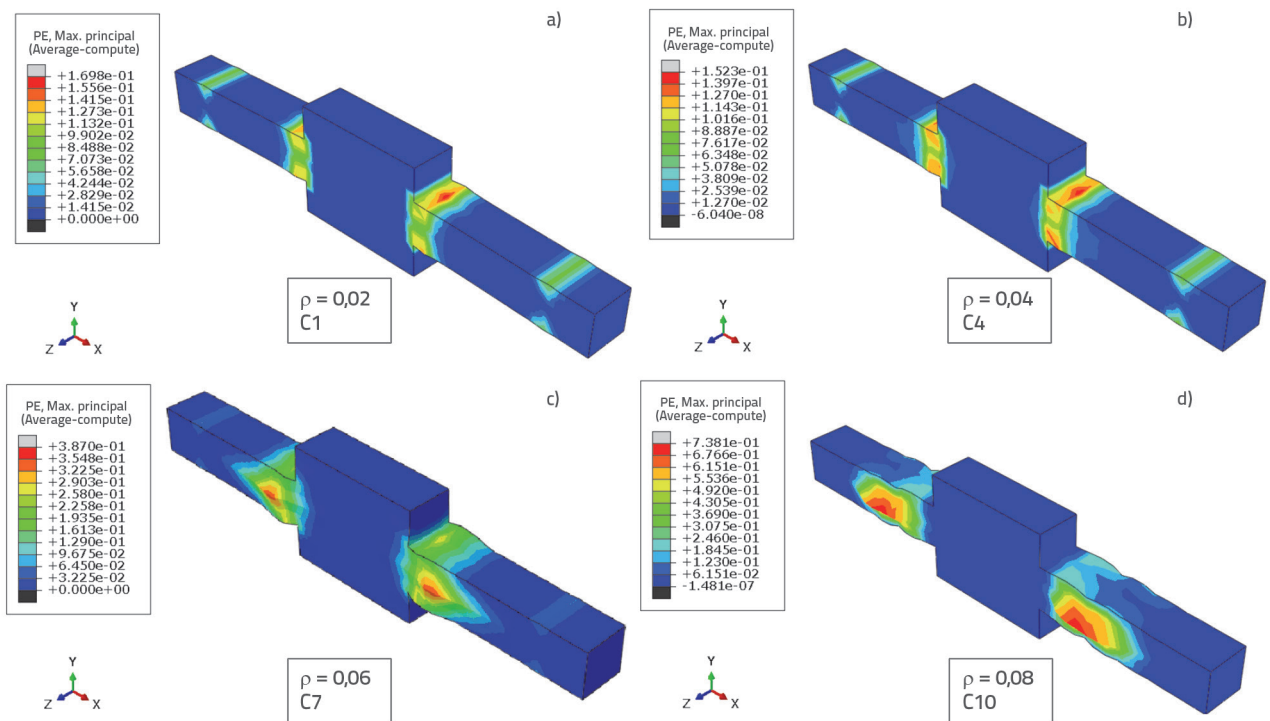 a)
PE, Max. principal
(Average-compute)
+1.698e-01
+1.556e-01
+1.415e-01
+1.273e-01
+1.132e-01
+9.902e-02
+8.488e-02
+7.073e-02
+5.658e-02
+4.244e-02
+2.829e-02
+1.415e-02
+0.000e+00
Y
Z
X
ρ = 0,02
C1
b)
PE, Max. principal
(Average-compute)
+1.523e-01
+1.397e-01
+1.270e-01
+1.143e-01
+1.016e-01
+8.887e-02
+7.617e-02
+6.348e-02
+5.078e-02
+3.809e-02
+2.539e-02
+1.270e-02
-6.040e-08
Y
Z
X
ρ = 0,04
C4
c)
PE, Max. principal
(Average-compute)
+3.870e-01
+3.548e-01
+3.225e-01
+2.903e-01
+2.580e-01
+2.258e-01
+1.935e-01
+1.613e-01
+1.290e-01
+9.675e-02
+6.450e-02
+3.225e-02
+0.000e+00
Y
Z
X
ρ = 0,06
C7
d)
PE, Max. principal
(Average-compute)
+7.381e-01
+6.766e-01
+6.151e-01
+5.536e-01
+4.920e-01
+4.305e-01
+3.690e-01
+3.075e-01
+2.460e-01
+1.845e-01
+1.230e-01
+6.151e-02
-1.481e-07
Y
Z
X
ρ = 0,08
C10